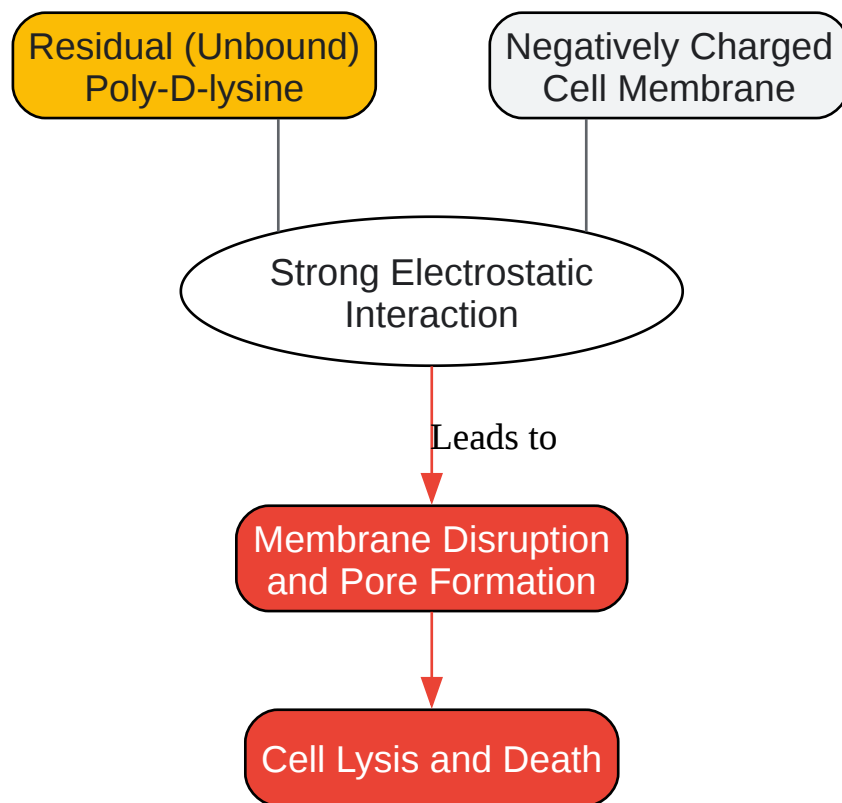 Residual (Unbound)
Poly-D-lysine
Negatively Charged
Cell Membrane
Strong Electrostatic
Interaction
Leads to
Membrane Disruption
and Pore Formation
Cell Lysis and Death